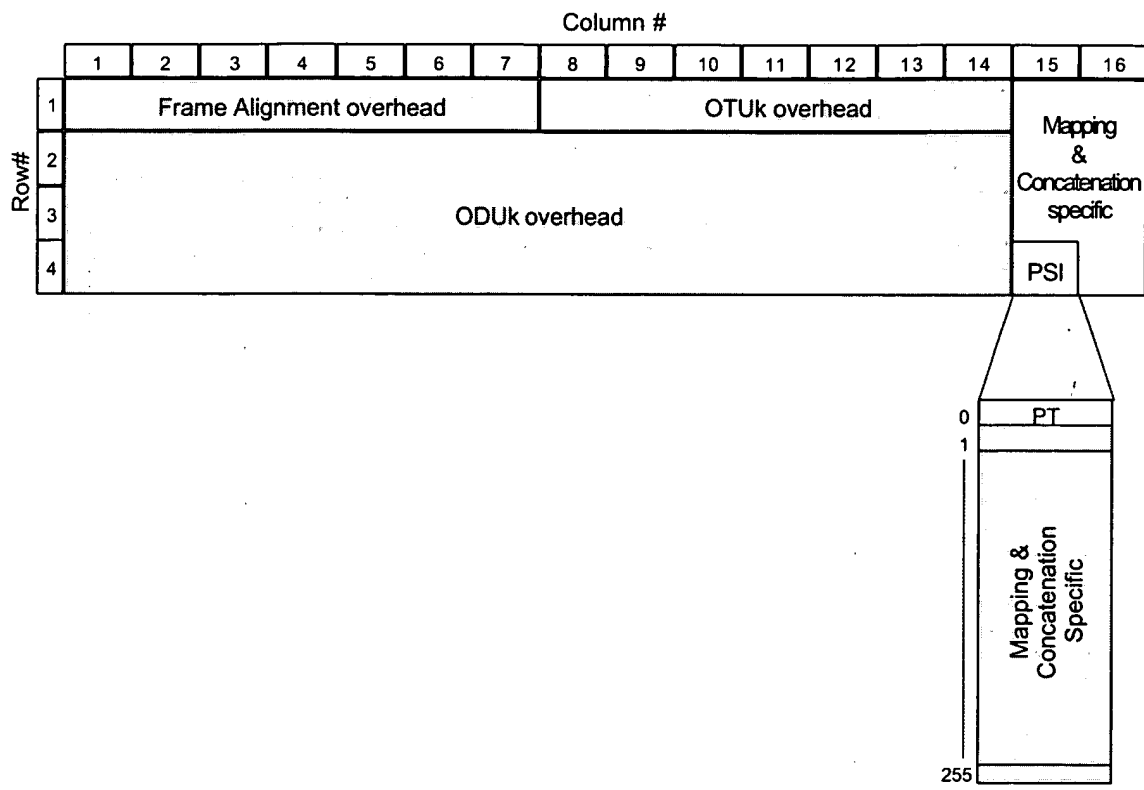 Column #
1 2 3 4 5 6 7 8 9 10 11 12 13 14 15 16
Row#
1
2
3
4
Frame Alignment overhead
OTUk overhead
Mapping
&
Concatenation
specific
ODUk overhead
PSI
0
PT
1
Mapping &
Concatenation
Specific
255